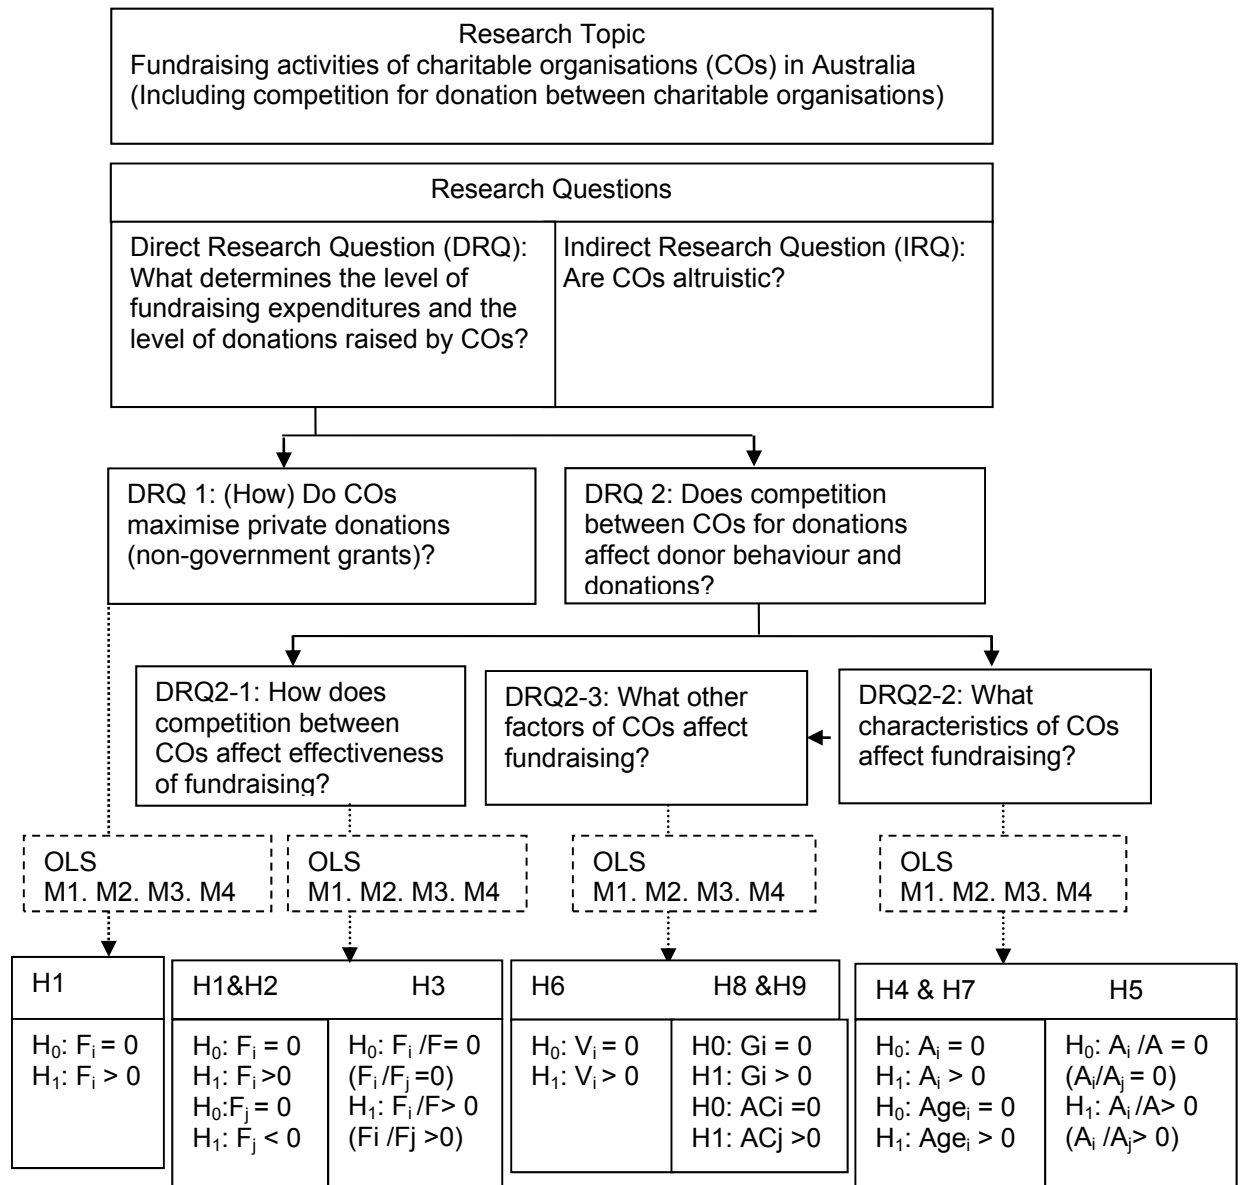 Research Topic
Fundraising activities of charitable organisations (COs) in Australia
(Including competition for donation between charitable organisations)
Research Questions
Direct Research Question (DRQ):
What determines the level of
fundraising expenditures and the
level of donations raised by COs?
Indirect Research Question (IRQ):
Are COs altruistic?
DRQ 1: (How) Do COs
maximise private donations
(non-government grants)?
DRQ 2: Does competition
between COs for donations
affect donor behaviour and
donations?
DRQ2-1: How does
competition between
COs affect effectiveness
of fundraising?
DRQ2-3: What other
factors of COs affect
fundraising?
DRQ2-2: What
characteristics of COs
affect fundraising?
OLS
M1. M2. M3. M4
OLS
M1. M2. M3. M4
OLS
M1. M2. M3. M4
OLS
M1. M2. M3. M4
H1
H₀: Fᵢ = 0
H₁: Fᵢ > 0
H1&H2
H₀: Fᵢ = 0
H₁: Fᵢ >0
H₀:Fⱼ = 0
H₁: Fⱼ < 0
H3
H₀: Fᵢ /F= 0
(Fᵢ /Fⱼ =0)
H₁: Fᵢ /F> 0
(Fi /Fj >0)
H6
H₀: Vᵢ = 0
H₁: Vᵢ > 0
H8 &H9
H0: Gi = 0
H1: Gi > 0
H0: ACi =0
H1: ACj >0
H4 & H7
H₀: Aᵢ = 0
H₁: Aᵢ > 0
H₀: Ageᵢ = 0
H₁: Ageᵢ > 0
H5
H₀: Aᵢ /A = 0
(Aᵢ/Aⱼ = 0)
H₁: Aᵢ /A> 0
(Aᵢ /Aⱼ> 0)